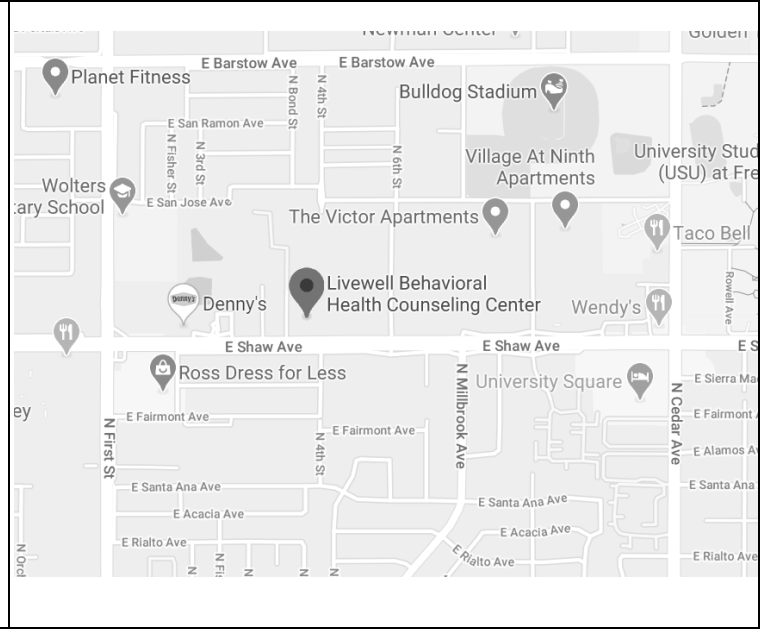 Newman Center
Golden
E Barstow Ave
E Barstow Ave
Planet Fitness
N Bond St
N 4th St
Bulldog Stadium
E San Ramon Ave
N Fisher St
N 3rd St
N 6th St
Village At Ninth
Apartments
University Stud
(USU) at Fre
Wolters
tary School
E San Jose Ave
The Victor Apartments
Taco Bell
Livewell Behavioral
Health Counseling Center
Denny's
Denny's
Wendy's
Rowell Ave
E Shaw Ave
E Shaw Ave
E S
Ross Dress for Less
University Square
E Sierra Ma
ey
N First St
E Fairmont Ave
E Fairmont Ave
N 4th St
N Millbrook Ave
N Cedar Ave
E Fairmont A
E Alamos Av
E Santa Ana Ave
E Santa Ana Ave
E Santa Ana
E Acacia Ave
E Acacia Ave
E Rialto Ave
E Rialto Ave
E Rialto Ave
N Orc
N
N Fis
N
N
N